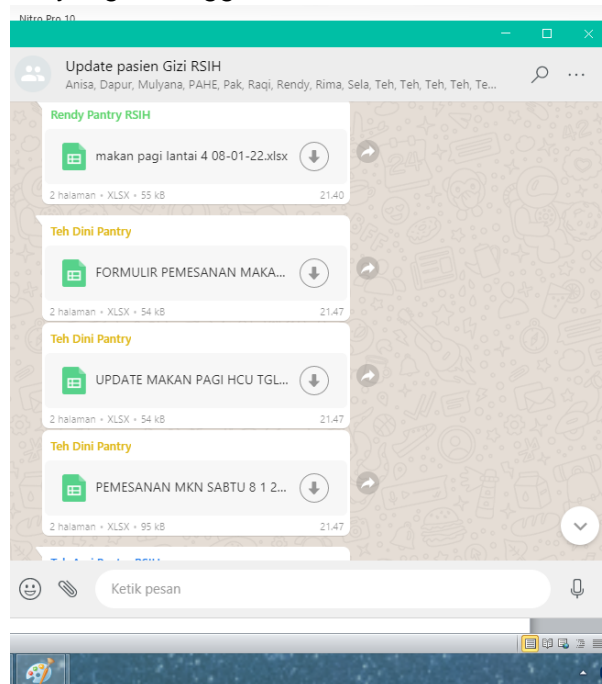 Nitro Pro 10
Update pasien Gizi RSIH
Anisa, Dapur, Mulyana, PAHE, Pak, Raqi, Rendy, Rima, Sela, Teh, Teh, Teh, Teh, Te...
Rendy Pantry RSIH
makan pagi lantai 4 08-01-22.xlsx
2 halaman • XLSX • 55 kB 21.40
Teh Dini Pantry
FORMULIR PEMESANAN MAKA...
2 halaman • XLSX • 54 kB 21.47
Teh Dini Pantry
UPDATE MAKAN PAGI HCU TGL...
2 halaman • XLSX • 54 kB 21.47
Teh Dini Pantry
PEMESANAN MKN SABTU 8 1 2...
2 halaman • XLSX • 95 kB 21.47
Ketik pesan